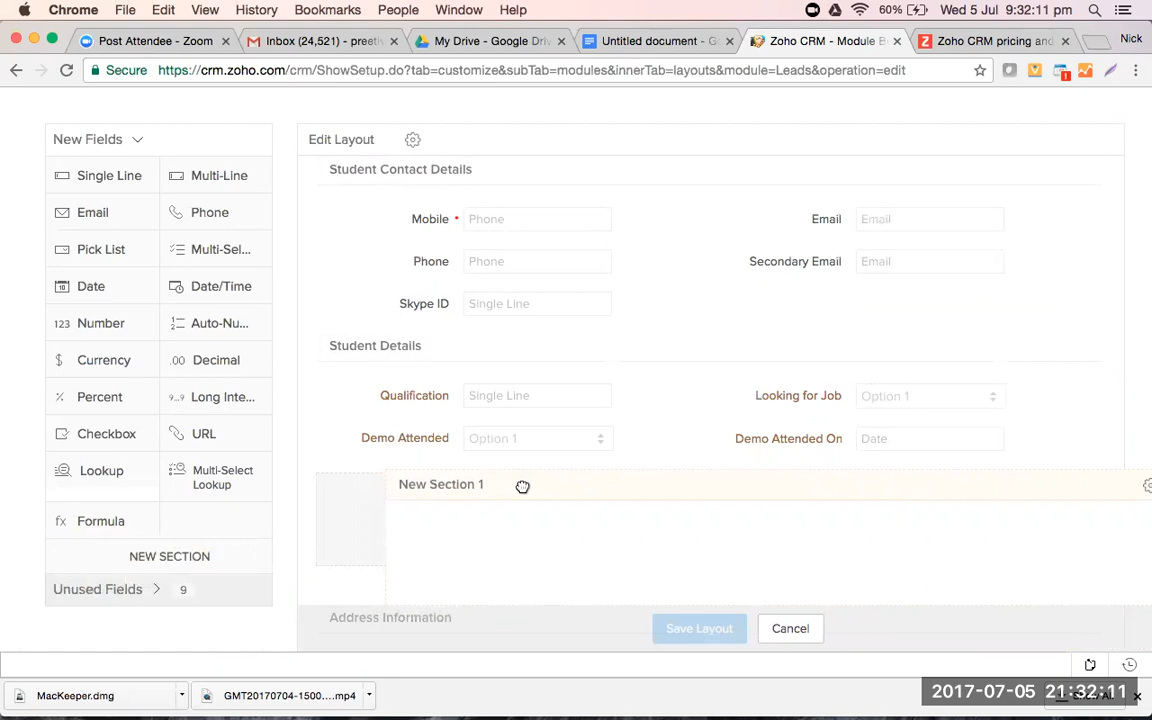 Chrome File Edit View History Bookmarks People Window Help 60% Wed 5 Jul 9:32:11 pm
Post Attendee - Zoom × Inbox (24,521) - preetiv × My Drive - Google Driv × Untitled document - G × Zoho CRM - Module B × Zoho CRM pricing and × Nick
Secure https://crm.zoho.com/crm/ShowSetup.do?tab=customize&subTab=modules&innerTab=layouts&module=Leads&operation=edit
New Fields
Edit Layout
Student Contact Details
Single Line Multi-Line
Mobile * Phone Email Email
Email Phone
Phone Phone Secondary Email Email
Pick List Multi-Sel...
Date Date/Time
Skype ID Single Line
123 Number Auto-Nu...
Student Details
$ Currency .00 Decimal
% Percent 9..9 Long Inte...
Qualification Single Line Looking for Job Option 1
Checkbox URL
Demo Attended Option 1 Demo Attended On Date
Lookup Multi-Select
Lookup
New Section 1
fx Formula
NEW SECTION
Unused Fields 9
Address Information
Save Layout Cancel
MacKeeper.dmg GMT20170704-1500....mp4
2017-07-05 21:32:11